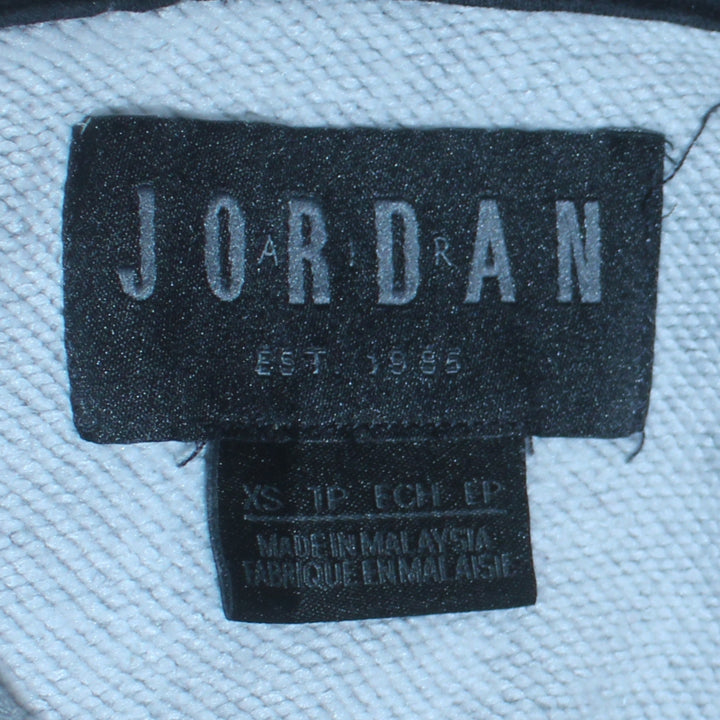 JORDAN
AIR
EST. 1985
XS TP ECH EP
MADE IN MALAYSIA
FABRIQUE EN MALAISIE